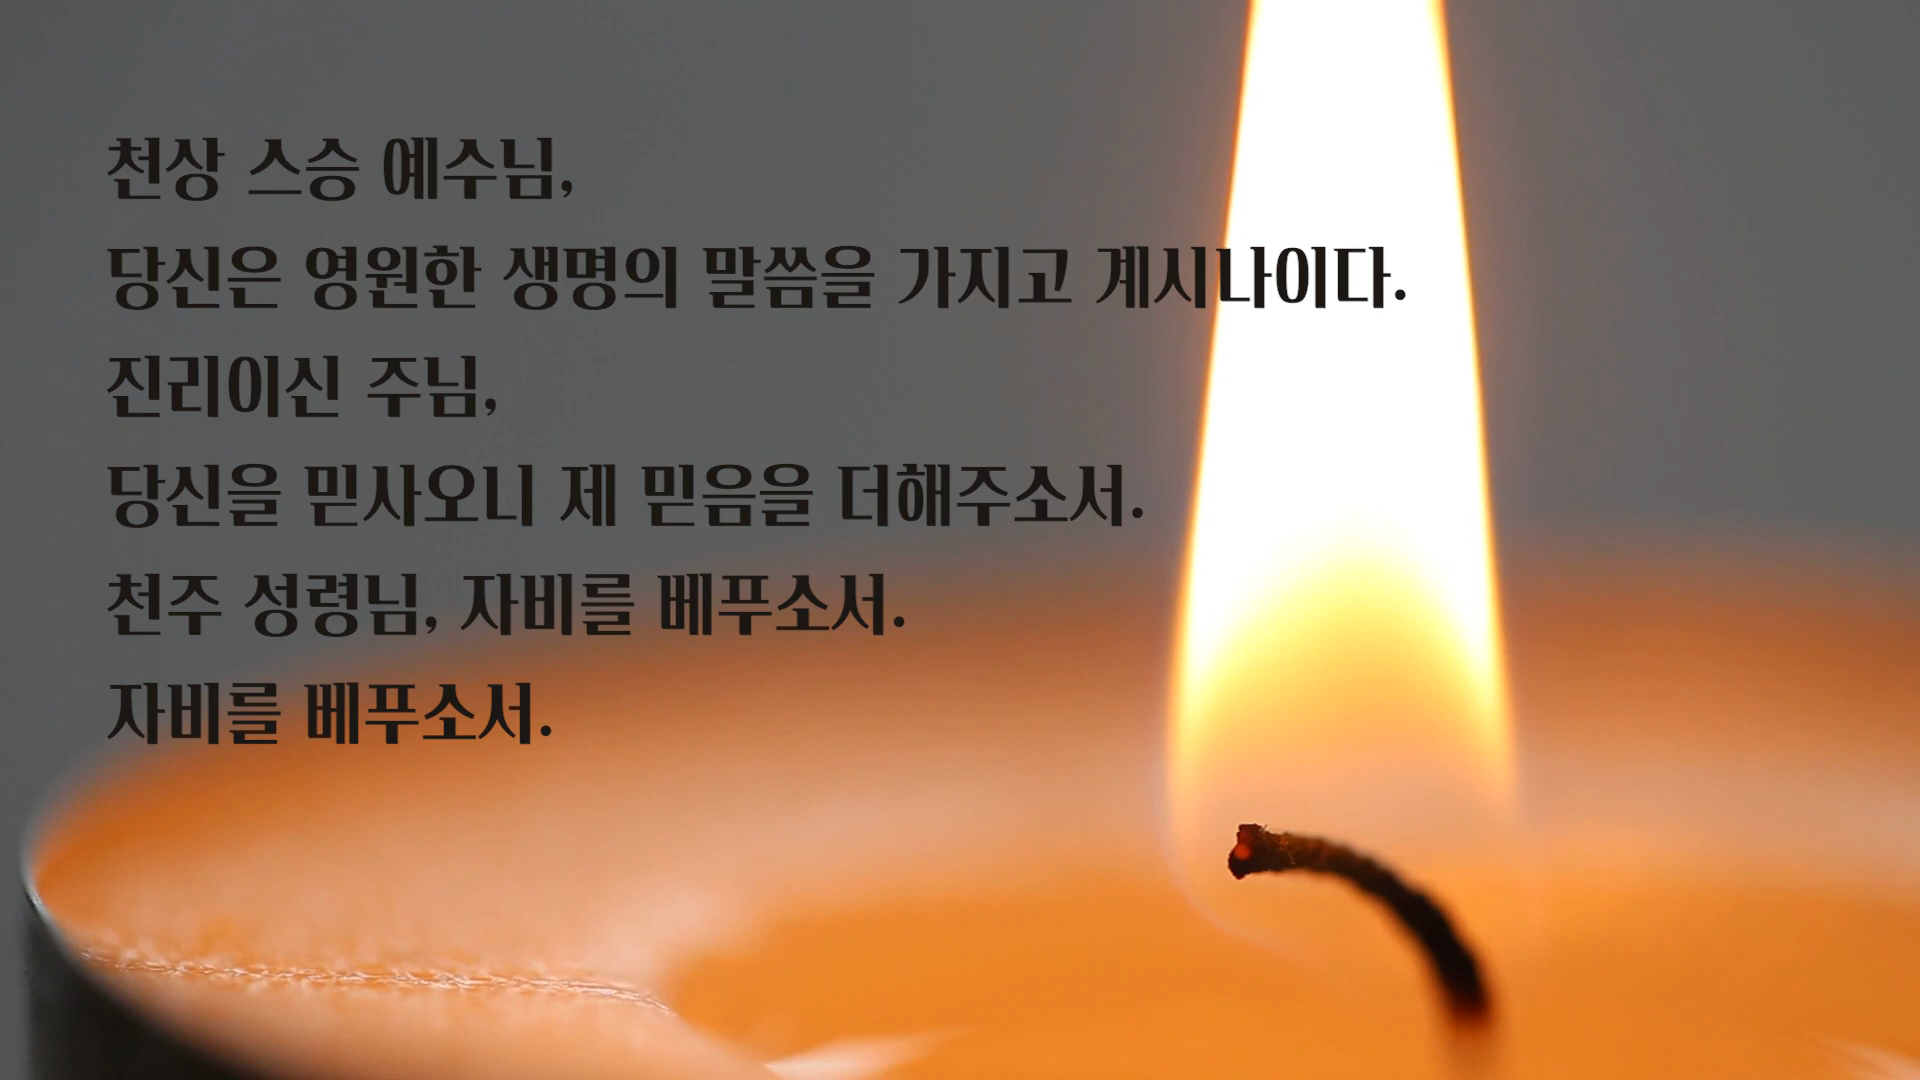 천상 스승 예수님,
당신은 영원한 생명의 말씀을 가지고 계시나이다.
진리이신 주님,
당신을 믿사오니 제 믿음을 더해주소서.
천주 성령님, 자비를 베푸소서.
자비를 베푸소서.